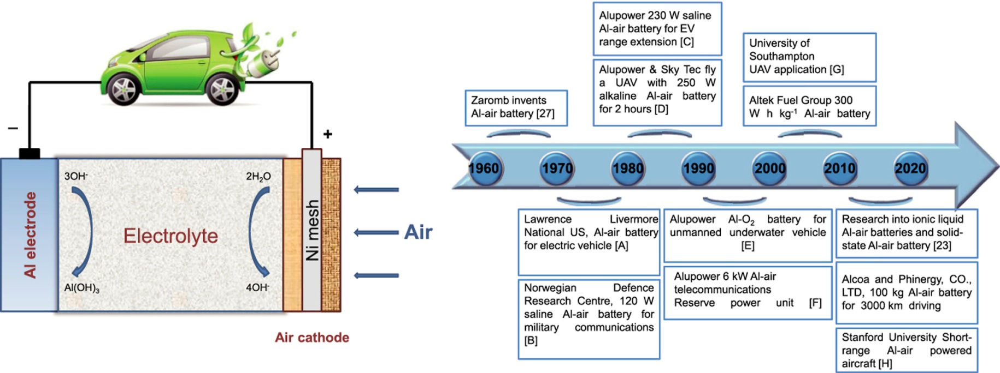 –
+
3OH-
2H2O
Al electrode
Electrolyte
Ni mesh
Al(OH)3
4OH-
Air
Air cathode
Alupower 230 W saline
Al-air battery for EV
range extension [C]
Alupower & Sky Tec fly
a UAV with 250 W
alkaline Al-air battery
for 2 hours [D]
University of
Southampton
UAV application [G]
Altek Fuel Group 300
W h kg-1 Al-air battery
Zaromb invents
Al-air battery [27]
1960 1970 1980 1990 2000 2010 2020
Lawrence Livermore
National US, Al-air battery
for electric vehicle [A]
Norwegian Defence
Research Centre, 120 W
saline Al-air battery for
military communications
[B]
Alupower Al-O2 battery for
unmanned underwater vehicle
[E]
Alupower 6 kW Al-air
telecommunications
Reserve power unit [F]
Research into ionic liquid
Al-air batteries and solid-
state Al-air battery [23]
Alcoa and Phinergy, CO.,
LTD, 100 kg Al-air battery
for 3000 km driving
Stanford University Short-
range Al-air powered
aircraft [H]